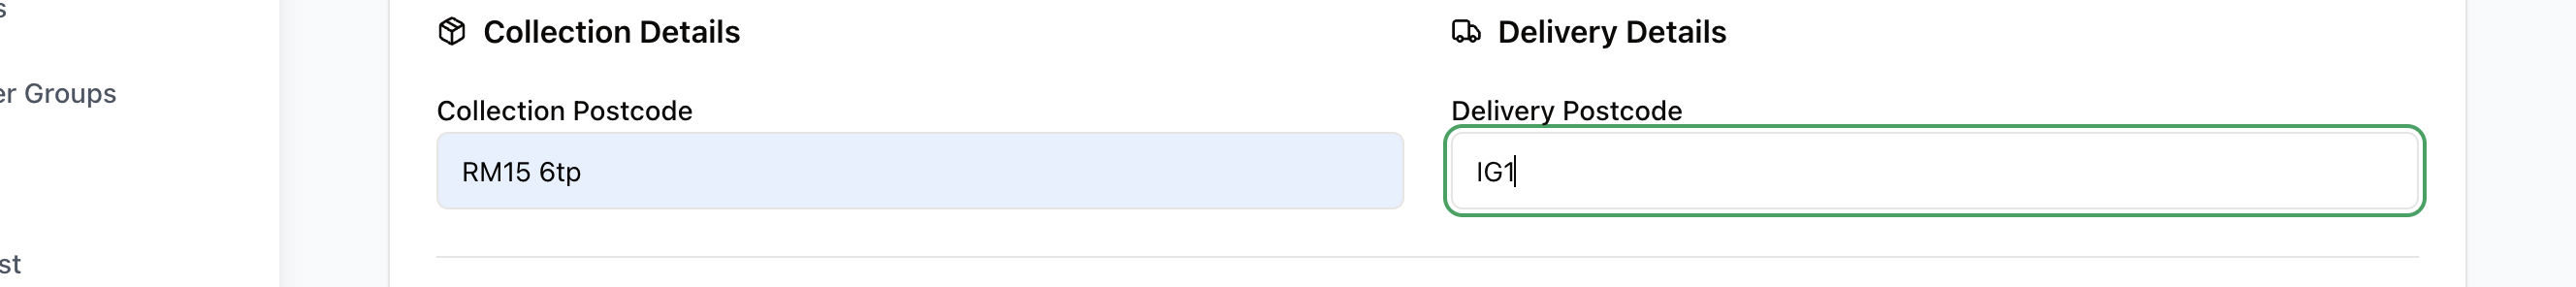 Collection Details
Delivery Details
er Groups
Collection Postcode
Delivery Postcode
RM15 6tp
IG1
st